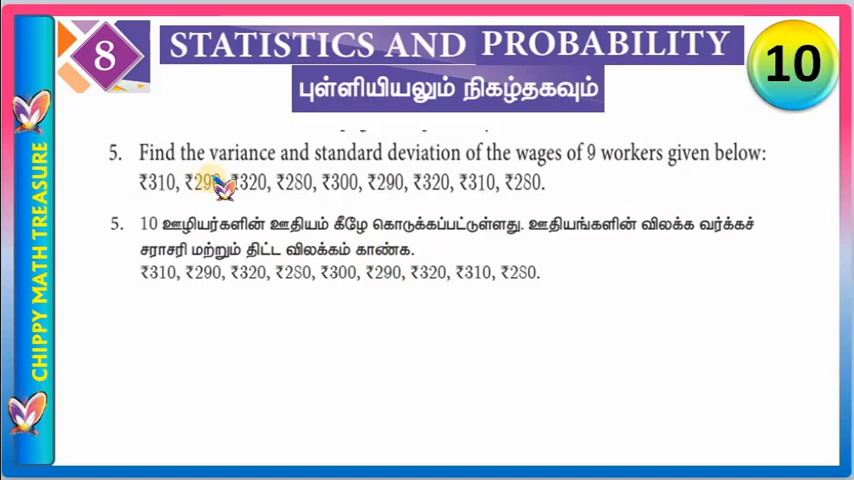 8
STATISTICS AND PROBABILITY
புள்ளியியலும் நிகழ்தகவும்
10
5. Find the variance and standard deviation of the wages of 9 workers given below:
₹310, ₹290, ₹320, ₹280, ₹300, ₹290, ₹320, ₹310, ₹280.
5. 10 ஊழியர்களின் ஊதியம் கீழே கொடுக்கப்பட்டுள்ளது. ஊதியங்களின் விலக்க வர்க்கச்
சராசரி மற்றும் திட்ட விலக்கம் காண்க.
₹310, ₹290, ₹320, ₹280, ₹300, ₹290, ₹320, ₹310, ₹280.
CHIPPY MATH TREASURE